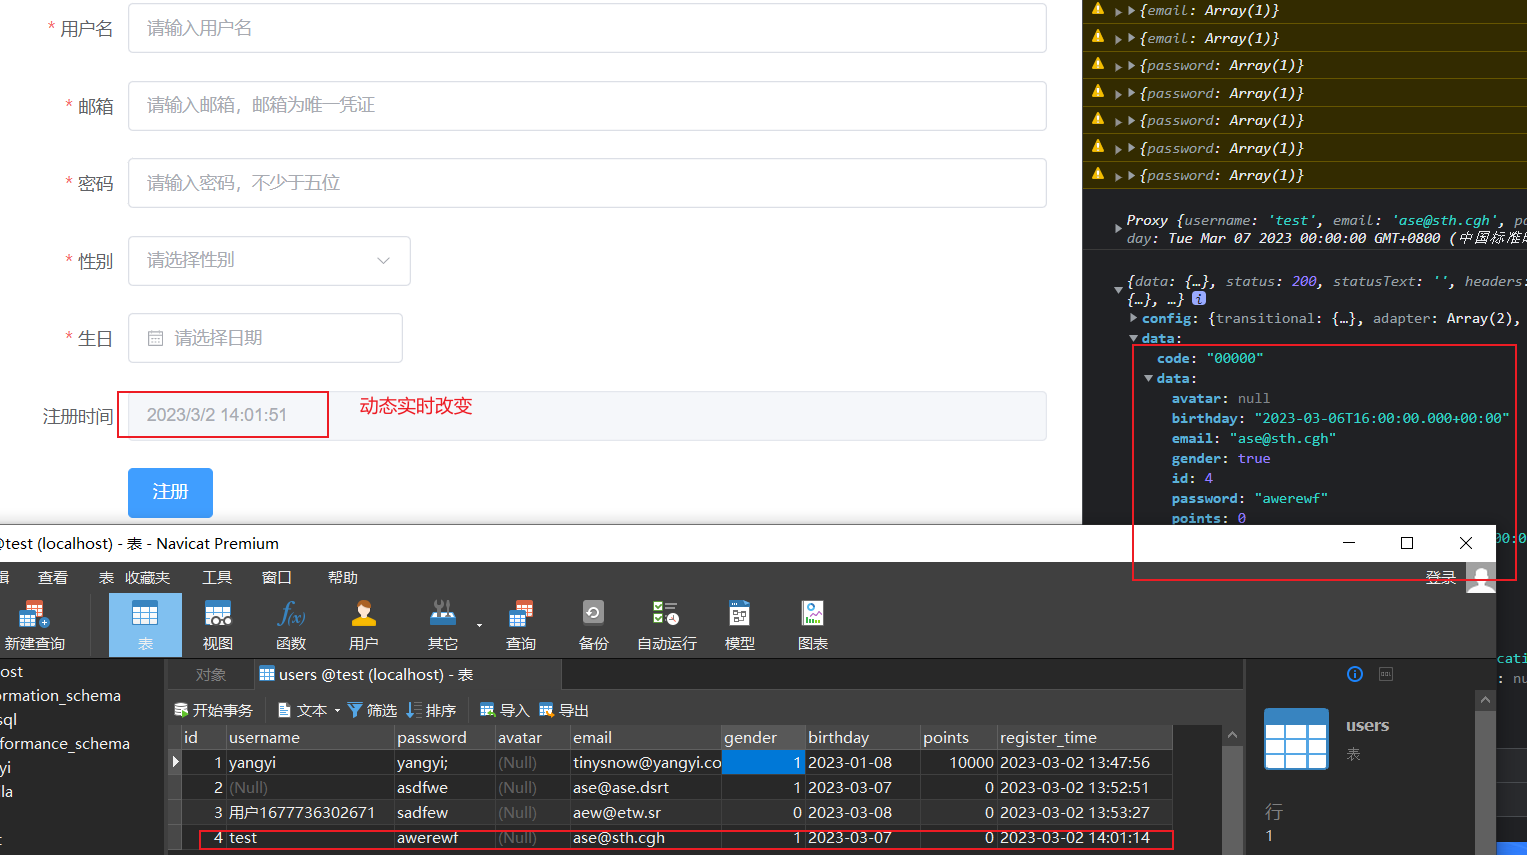 * 用户名
请输入用户名
* 邮箱
请输入邮箱，邮箱为唯一凭证
* 密码
请输入密码，不少于五位
* 性别
请选择性别
* 生日
请选择日期
注册时间
2023/3/2 14:01:51
动态实时改变
注册
{email: Array(1)}
{email: Array(1)}
{password: Array(1)}
{password: Array(1)}
{password: Array(1)}
{password: Array(1)}
{password: Array(1)}
Proxy {username: 'test', email: 'ase@sth.cgh', po
day: Tue Mar 07 2023 00:00:00 GMT+0800 (中国标准
{data: {…}, status: 200, statusText: '', headers:
{…}, …}
config: {transitional: {…}, adapter: Array(2),
data:
code: "00000"
data:
avatar: null
birthday: "2023-03-06T16:00:00.000+00:00"
email: "ase@sth.cgh"
gender: true
id: 4
password: "awerewf"
points: 0
00:0
@test (localhost) - 表 - Navicat Premium
辑 查看 表 收藏夹 工具 窗口 帮助
登录
新建查询 表 视图 函数 用户 其它 查询 备份 自动运行 模型 图表
ost
ormation_schema
sql
formance_schema
yi
la
t
对象
users @test (localhost) - 表
开始事务 文本 筛选 排序 导入 导出
id username password avatar email gender birthday points register_time
1 yangyi yangyi; (Null) tinysnow@yangyi.co 1 2023-01-08 10000 2023-03-02 13:47:56
2 (Null) asdfwe (Null) ase@ase.dsrt 1 2023-03-07 0 2023-03-02 13:52:51
3 用户1677736302671 sadfew (Null) aew@etw.sr 0 2023-03-08 0 2023-03-02 13:53:27
4 test awerewf (Null) ase@sth.cgh 1 2023-03-07 0 2023-03-02 14:01:14
users
表
行
1
cati
: nu